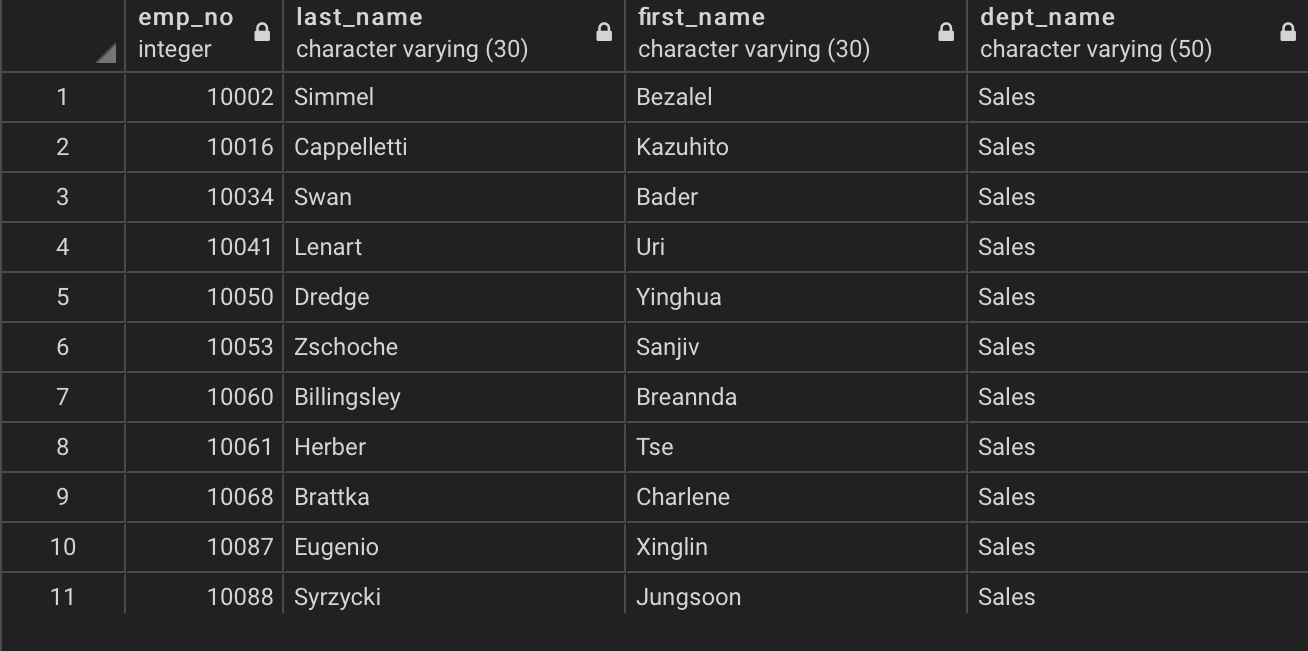 emp_no last_name first_name dept_name
integer character varying (30) character varying (30) character varying (50)
1 10002 Simmel Bezalel Sales
2 10016 Cappelletti Kazuhito Sales
3 10034 Swan Bader Sales
4 10041 Lenart Uri Sales
5 10050 Dredge Yinghua Sales
6 10053 Zschoche Sanjiv Sales
7 10060 Billingsley Breannda Sales
8 10061 Herber Tse Sales
9 10068 Brattka Charlene Sales
10 10087 Eugenio Xinglin Sales
11 10088 Syrzycki Jungsoon Sales